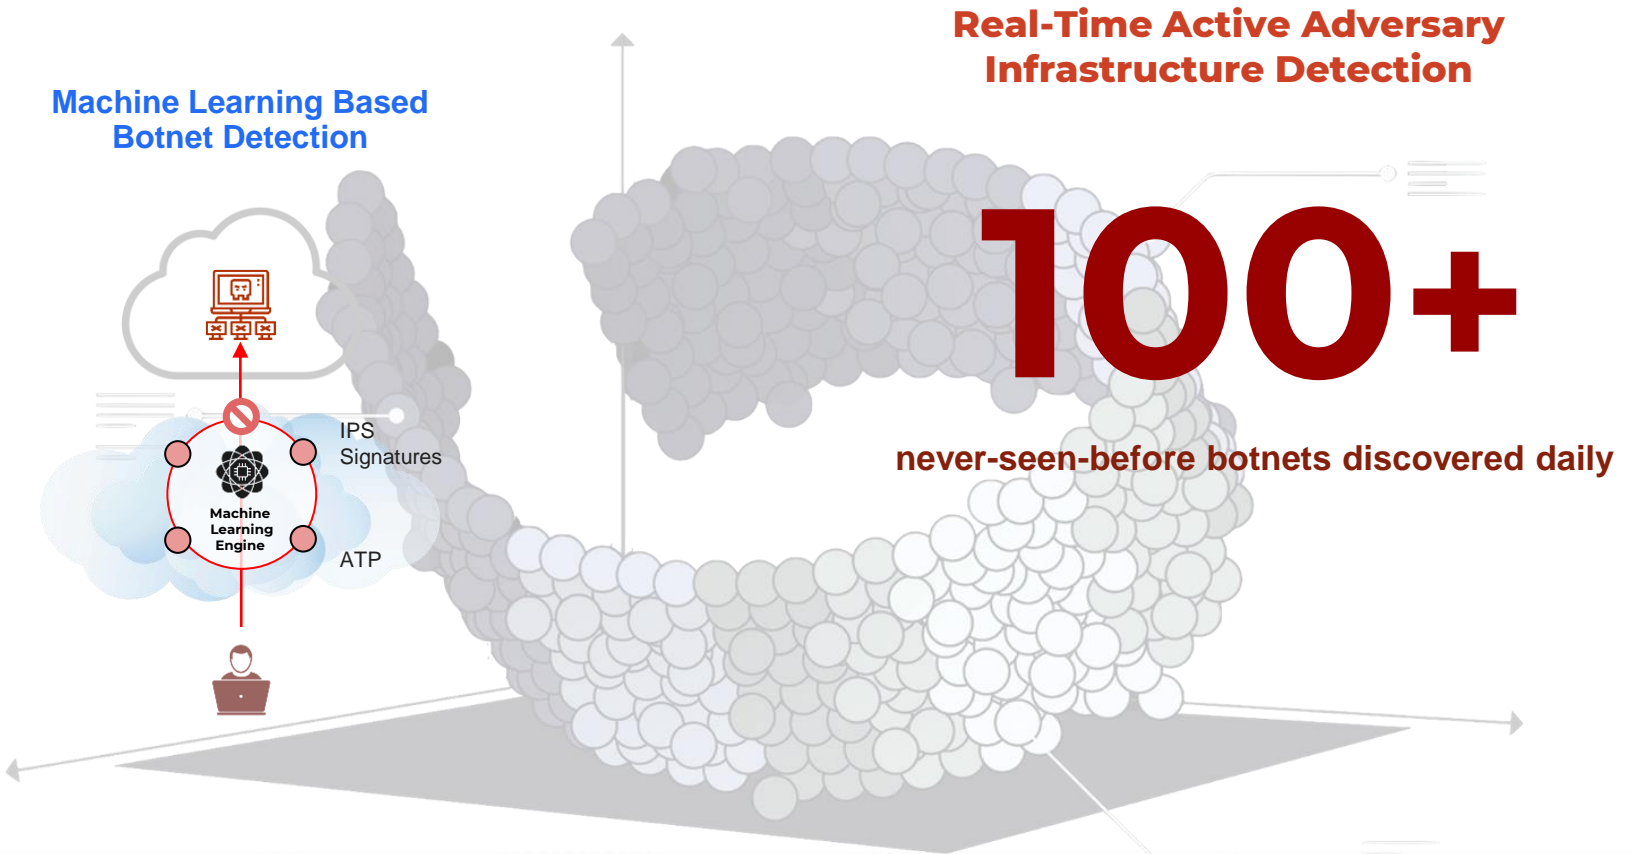 Real-Time Active Adversary
Infrastructure Detection
Machine Learning Based
Botnet Detection
100+
never-seen-before botnets discovered daily
IPS
Signatures
Machine
Learning
Engine
ATP